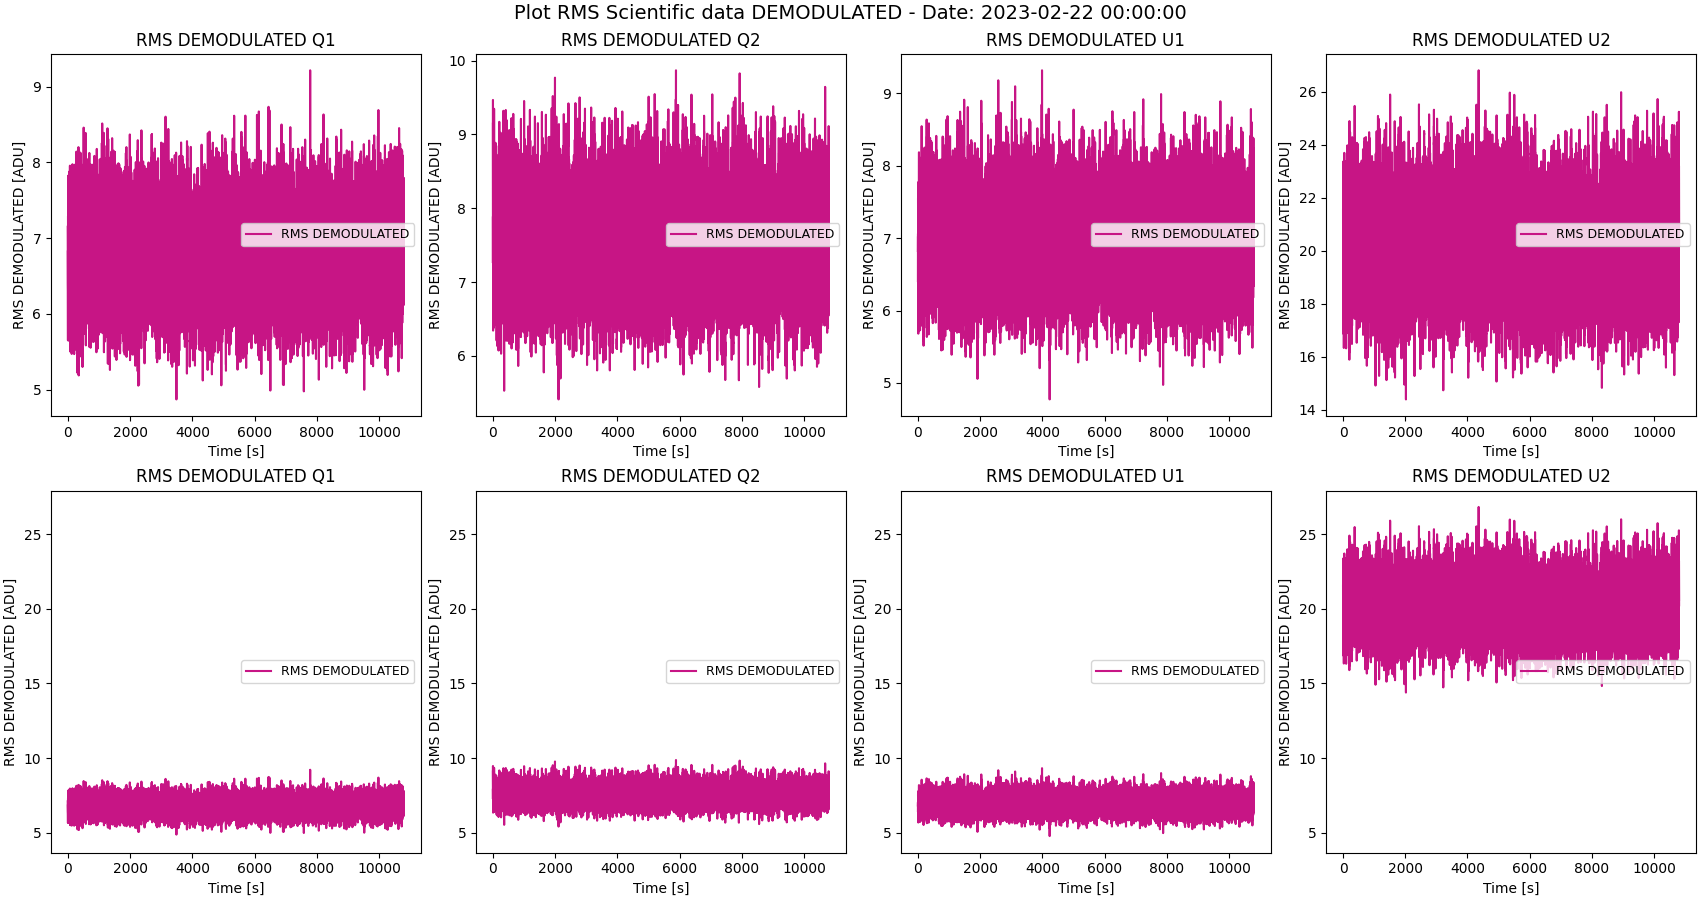 Plot RMS Scientific data DEMODULATED - Date: 2023-02-22 00:00:00
RMS DEMODULATED Q1
RMS DEMODULATED [ADU]
9
8
7
6
5
RMS DEMODULATED
0 2000 4000 6000 8000 10000
Time [s]
RMS DEMODULATED Q2
RMS DEMODULATED [ADU]
10
9
8
7
6
RMS DEMODULATED
0 2000 4000 6000 8000 10000
Time [s]
RMS DEMODULATED U1
RMS DEMODULATED [ADU]
9
8
7
6
5
RMS DEMODULATED
0 2000 4000 6000 8000 10000
Time [s]
RMS DEMODULATED U2
RMS DEMODULATED [ADU]
26
24
22
20
18
16
14
RMS DEMODULATED
0 2000 4000 6000 8000 10000
Time [s]
RMS DEMODULATED Q1
RMS DEMODULATED [ADU]
25
20
15
10
5
RMS DEMODULATED
0 2000 4000 6000 8000 10000
Time [s]
RMS DEMODULATED Q2
RMS DEMODULATED [ADU]
25
20
15
10
5
RMS DEMODULATED
0 2000 4000 6000 8000 10000
Time [s]
RMS DEMODULATED U1
RMS DEMODULATED [ADU]
25
20
15
10
5
RMS DEMODULATED
0 2000 4000 6000 8000 10000
Time [s]
RMS DEMODULATED U2
RMS DEMODULATED [ADU]
25
20
15
10
5
RMS DEMODULATED
0 2000 4000 6000 8000 10000
Time [s]